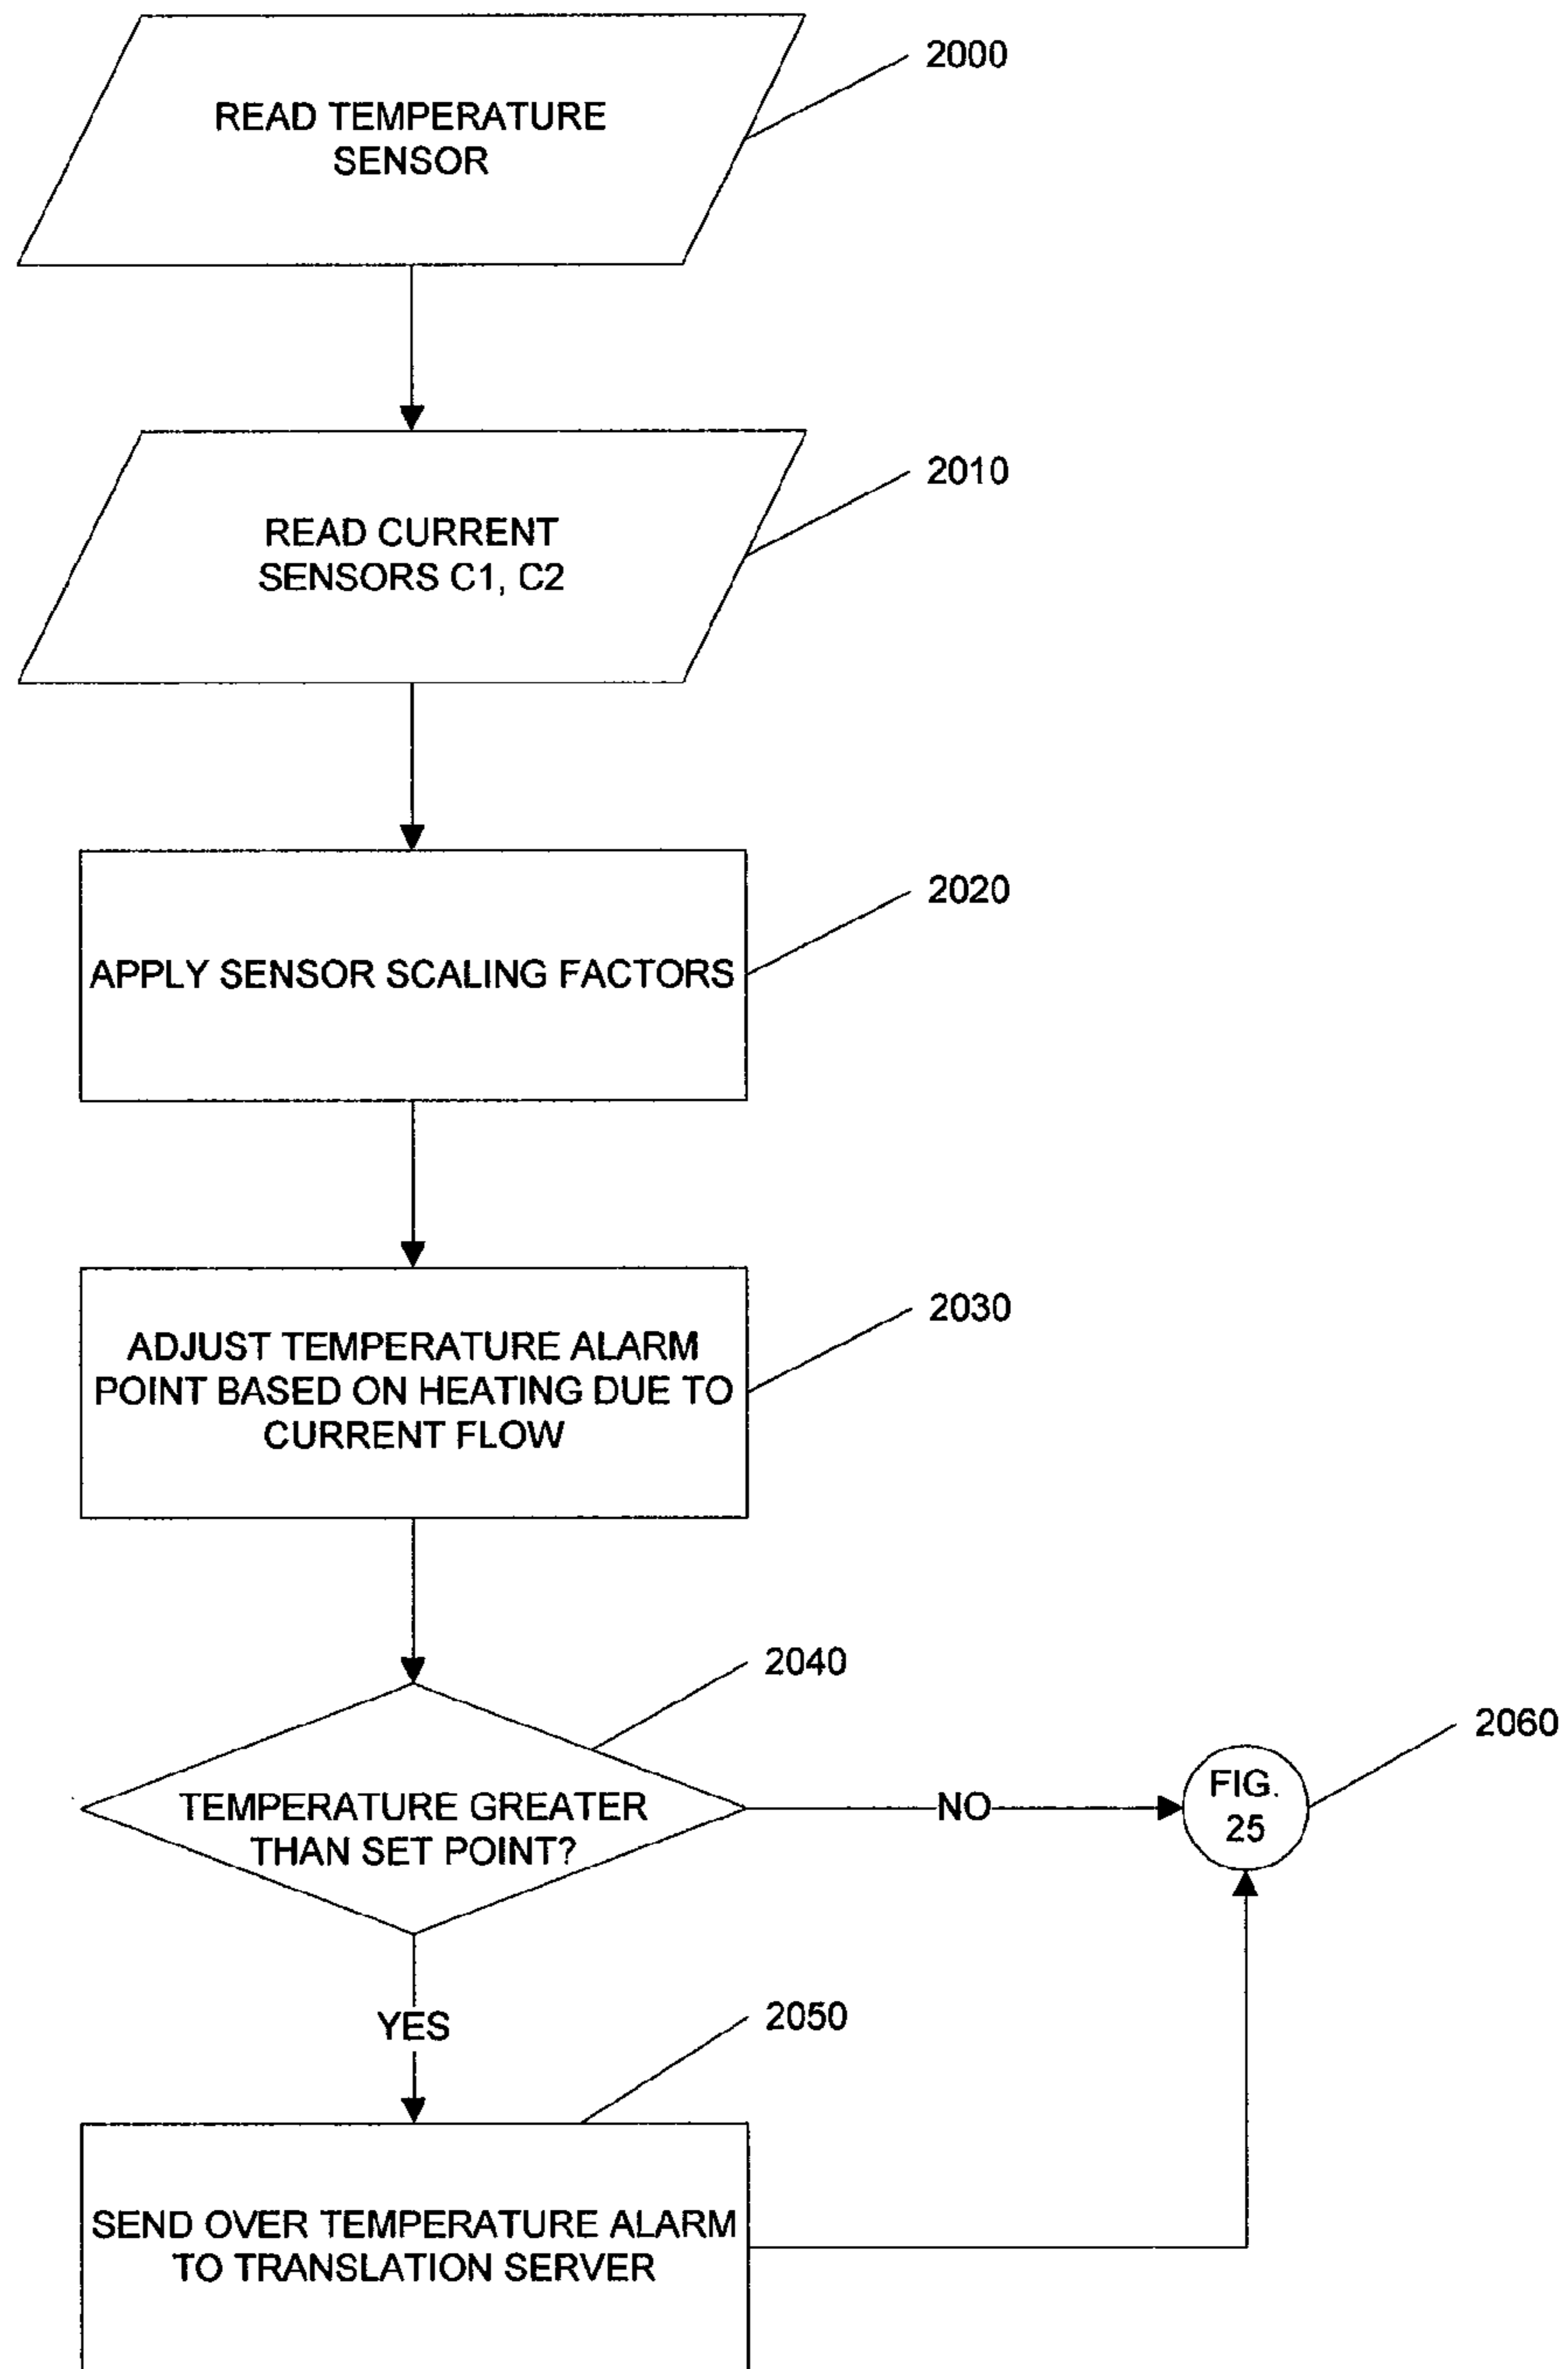 2000
READ TEMPERATURE
SENSOR
2010
READ CURRENT
SENSORS C1, C2
2020
APPLY SENSOR SCALING FACTORS
2030
ADJUST TEMPERATURE ALARM
POINT BASED ON HEATING DUE TO
CURRENT FLOW
2040
TEMPERATURE GREATER
THAN SET POINT?
NO
2060
FIG.
25
YES
2050
SEND OVER TEMPERATURE ALARM
TO TRANSLATION SERVER